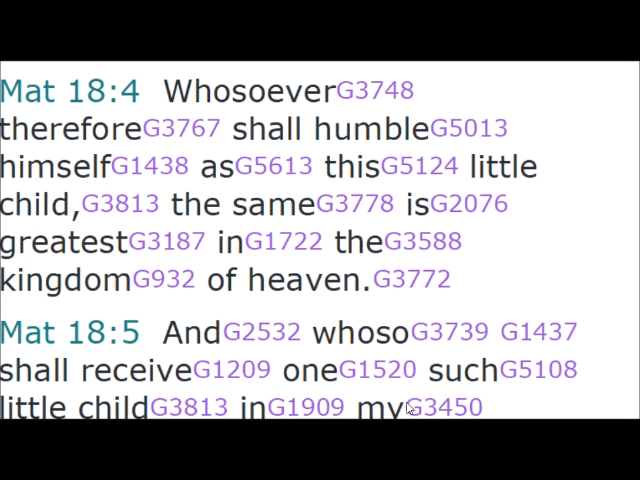 Mat 18:4 WhosoeverG3748
thereforeG3767 shall humbleG5013
himselfG1438 asG5613 thisG5124 little
child,G3813 the sameG3778 isG2076
greatestG3187 inG1722 theG3588
kingdomG932 of heaven.G3772
Mat 18:5 AndG2532 whosoG3739 G1437
shall receiveG1209 oneG1520 suchG5108
little childG3813 inG1909 myG3450